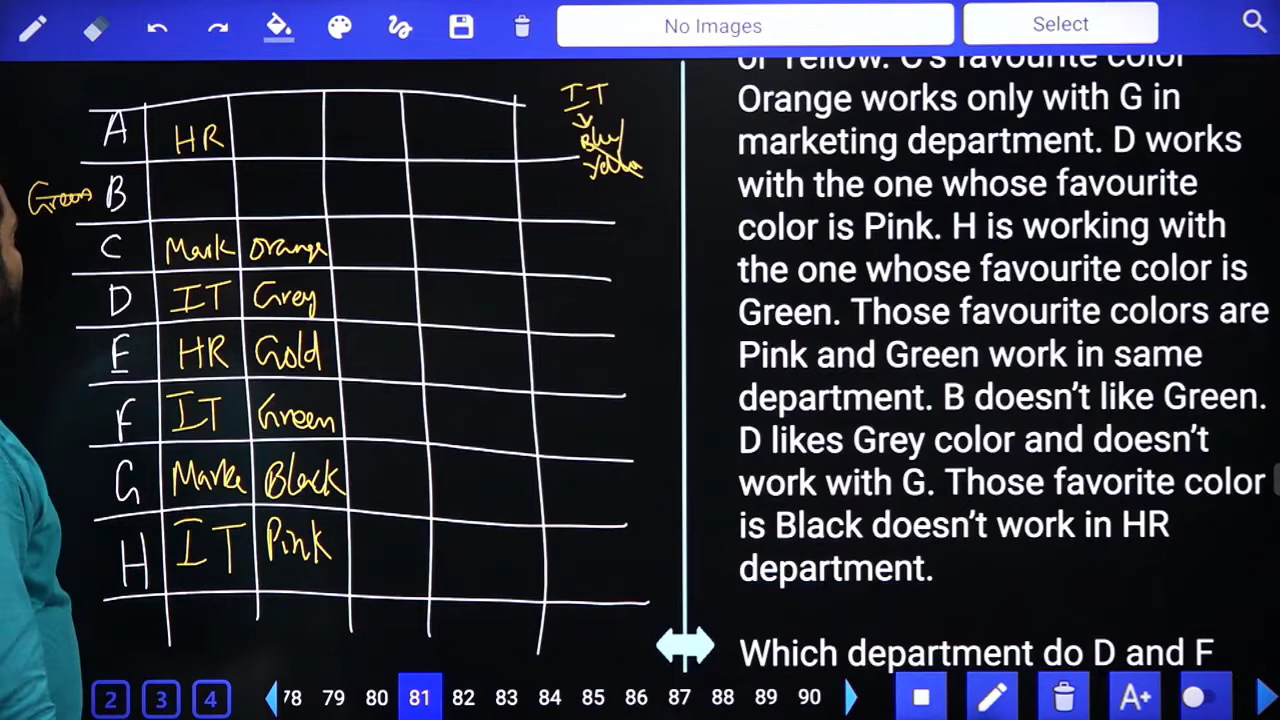 No Images
Select
IT
Blue/
Yellow
A HR
Green B
C Mark Orange
D IT Grey
E HR Gold
F IT Green
G Marke Black
H IT Pink
or Yellow. C's favourite color
Orange works only with G in
marketing department. D works
with the one whose favourite
color is Pink. H is working with
the one whose favourite color is
Green. Those favourite colors are
Pink and Green work in same
department. B doesn't like Green.
D likes Grey color and doesn't
work with G. Those favorite color
is Black doesn't work in HR
department.
Which department do D and F
2 3 4 78 79 80 81 82 83 84 85 86 87 88 89 90 A+